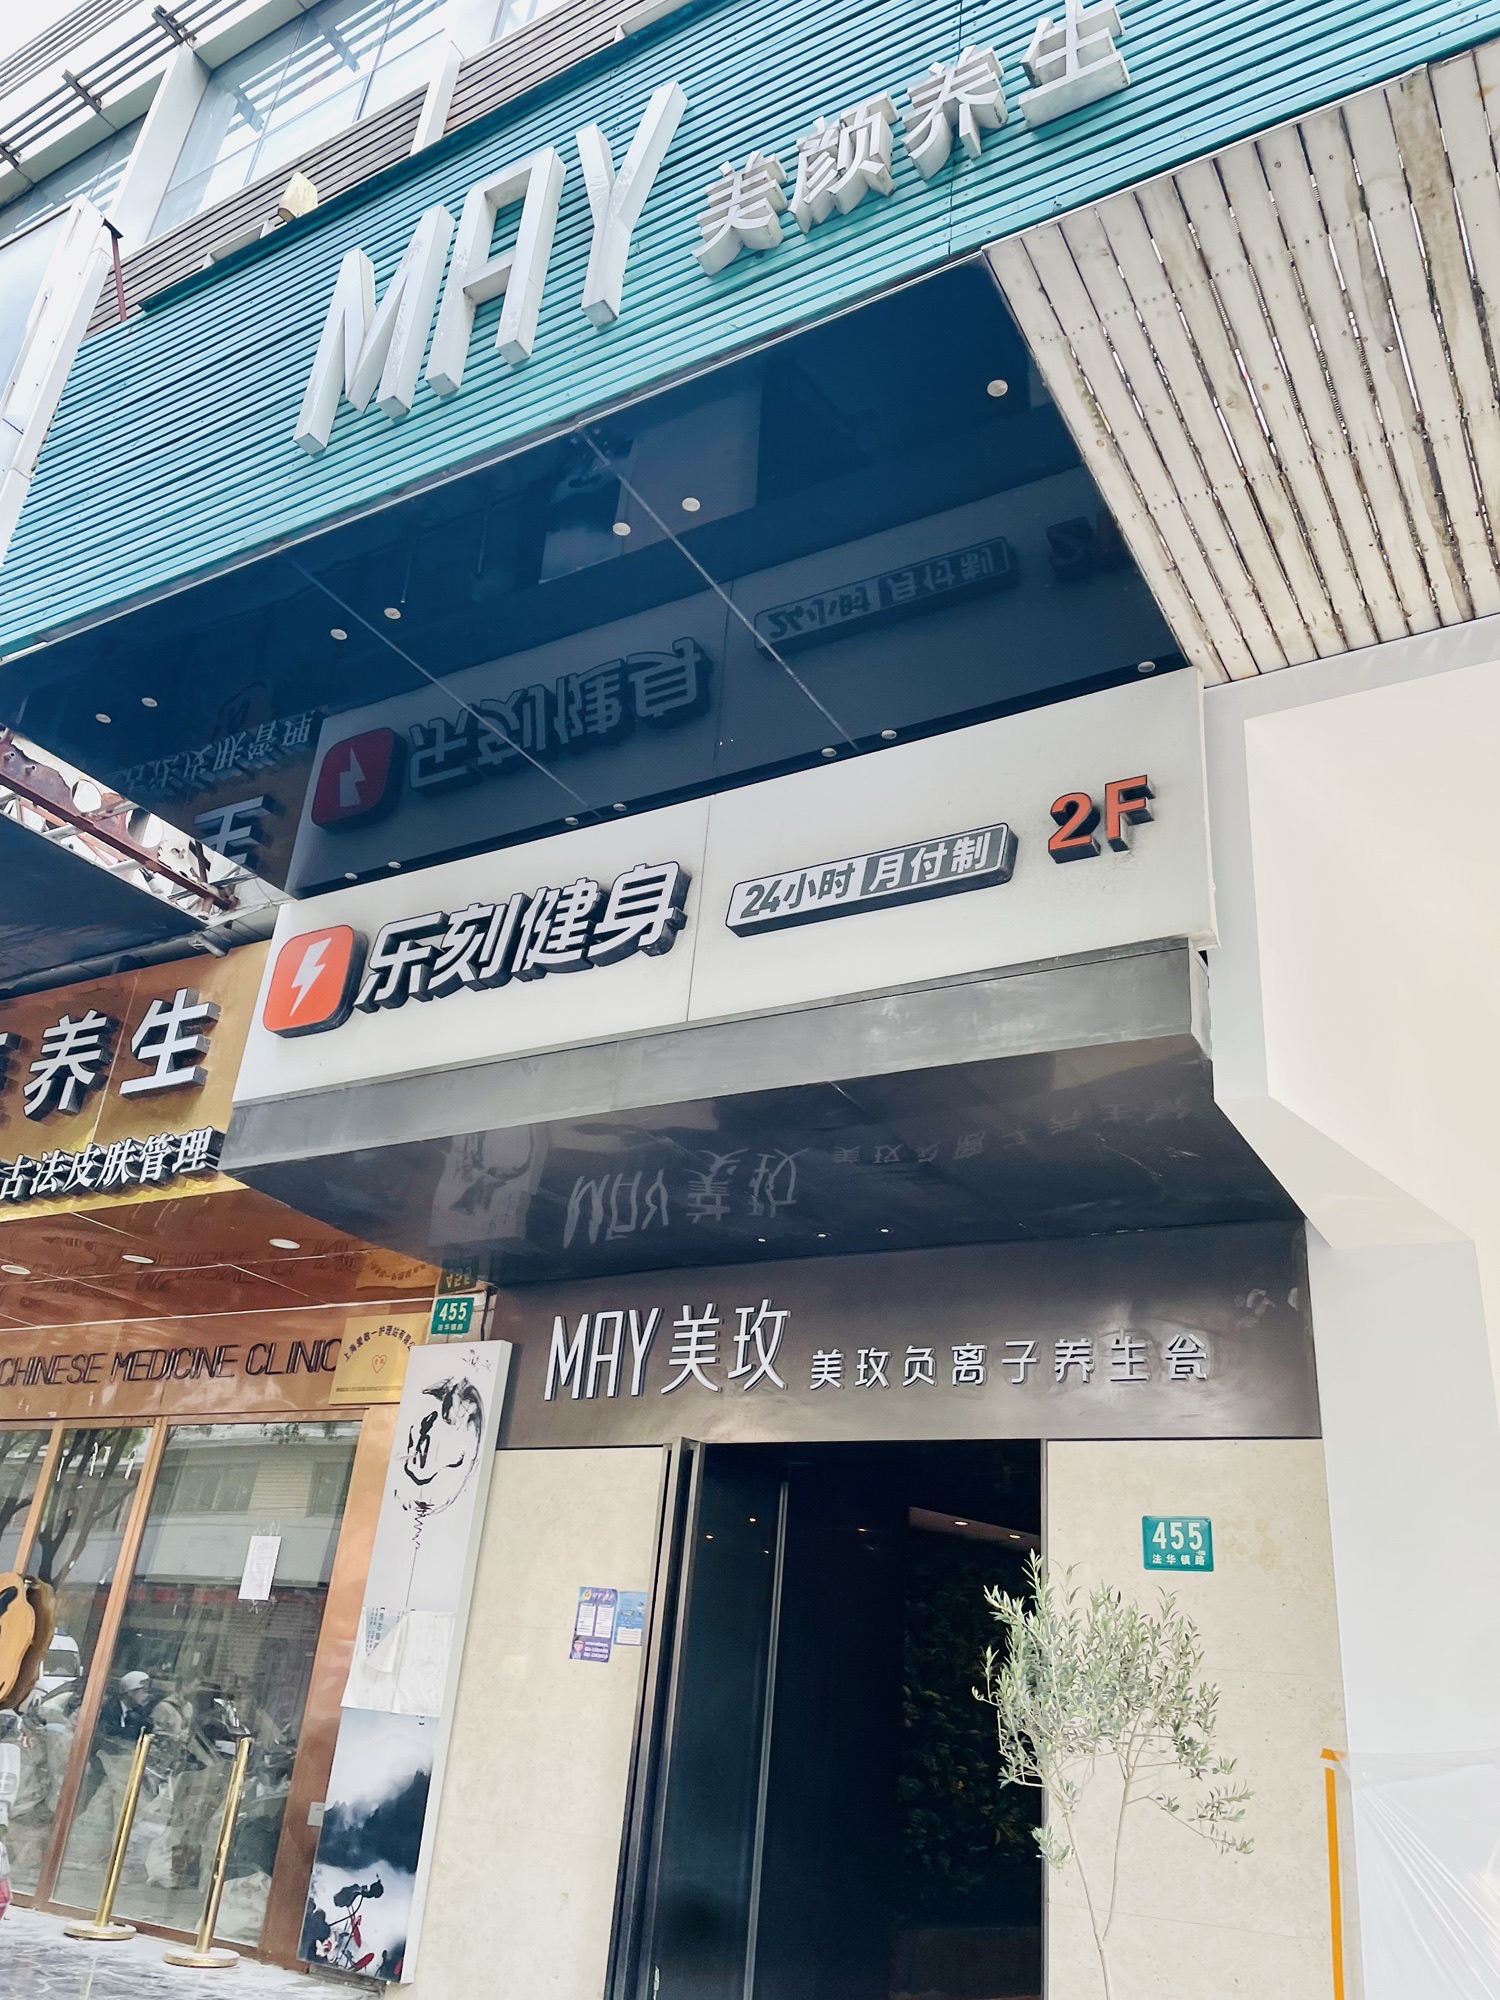 MAY 美颜养生
乐刻健身 24小时 月付制 2F
养生
古法皮肤管理
455
CHINESE MEDICINE CLINIC
MAY美玫 美玫负离子养生瓮
道
455
法华镇路